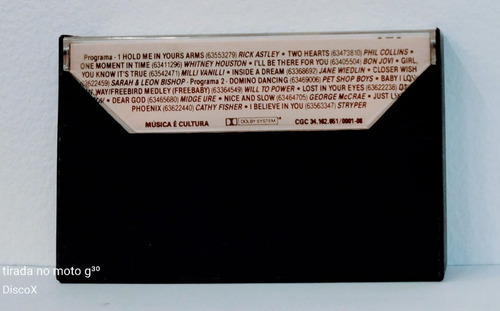 Programa - 1 HOLD ME IN YOURS ARMS (63553279) RICK ASTLEY • TWO HEARTS (63473810) PHIL COLLINS •
ONE MOMENT IN TIME (63411296) WHITNEY HOUSTON • I'LL BE THERE FOR YOU (63405504) BON JOVI • GIRL,
YOU KNOW IT'S TRUE (63542471) MILLI VANILLI • INSIDE A DREAM (63368692) JANE WIEDLIN • CLOSER WISH
(63622459) SARAH & LEON BISHOP - Programa 2 - DOMINO DANCING (63469006) PET SHOP BOYS • BABY I
WAY/FREEBIRD MEDLEY (FREEBABY) (63364549) WILL TO POWER • LOST IN YOUR EYES (63622238)
• DEAR GOD (63465680) MIDGE URE • NICE AND SLOW (63464705) GEORGE McCRAE • JUST
PHOENIX (63622440) CATHY FISHER • I BELIEVE IN YOU (63563347) STRYPER
MÚSICA É CULTURA DOLBY SYSTEM CGC 34.162.651/0001-08
tirada no moto g³⁰
DiscoX